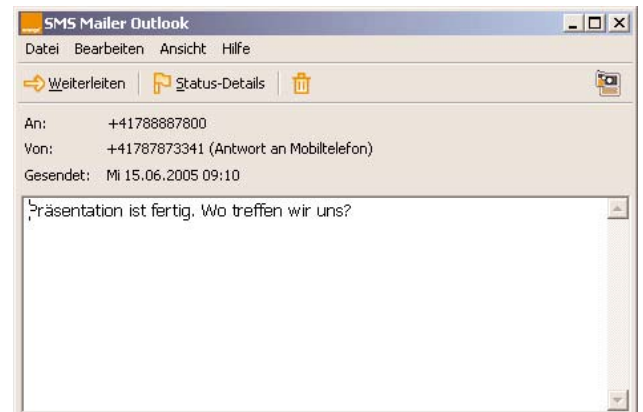 SMS Mailer Outlook
Datei Bearbeiten Ansicht Hilfe
Weiterleiten Status-Details
An: +41788887800
Von: +41787873341 (Antwort an Mobiltelefon)
Gesendet: Mi 15.06.2005 09:10
Präsentation ist fertig. Wo treffen wir uns?